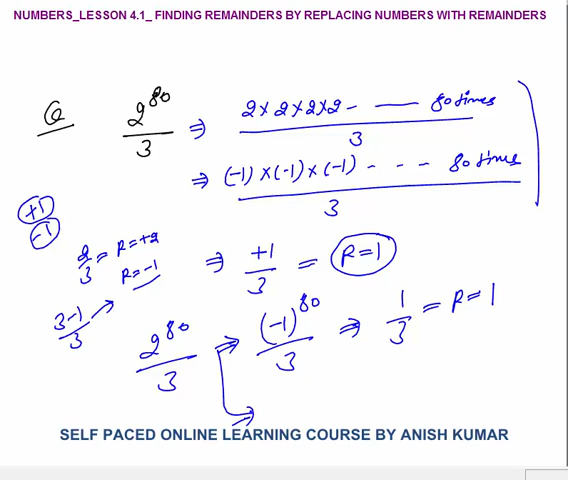 NUMBERS_LESSON 4.1_ FINDING REMAINDERS BY REPLACING NUMBERS WITH REMAINDERS
Q 2^80/3 ⇒ 2×2×2×2- —— 80 times/3
⇒ (-1)×(-1)×(-1)- - - 80 times/3
+1
-1
2/3 = R=+2
R=-1
⇒ +1/3 = R=1
3-1/3
2^80/3 → (-1)^80/3 ⇒ 1/3 = R=1
SELF PACED ONLINE LEARNING COURSE BY ANISH KUMAR